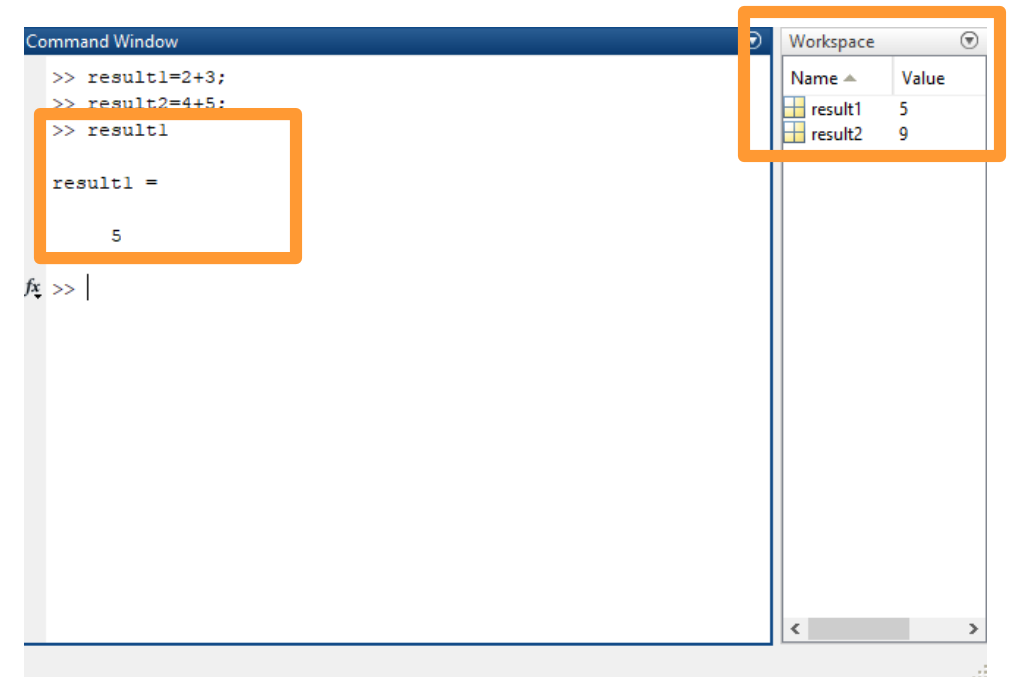 Command Window
>> result1=2+3;
>> result2=4+5;
>> result1
result1 =
5
fx >>
Workspace
Name Value
result1 5
result2 9